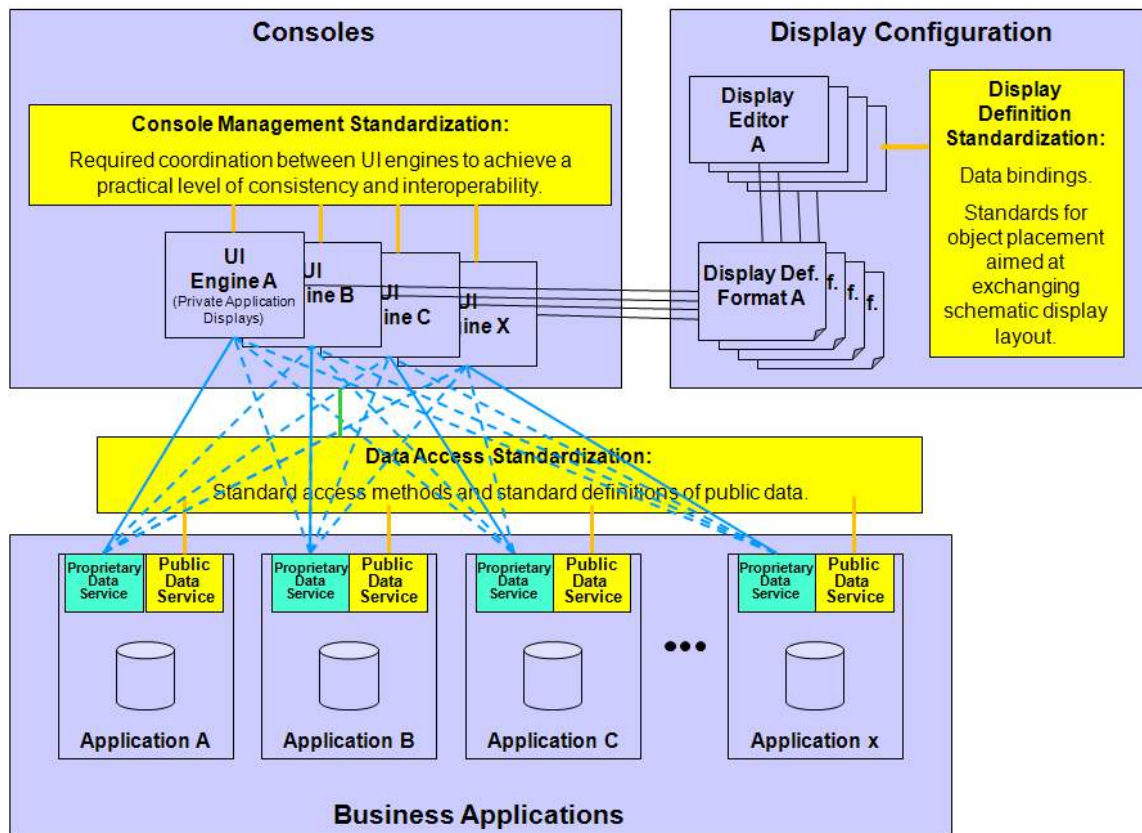 Consoles
Console Management Standardization:
Required coordination between UI engines to achieve a
practical level of consistency and interoperability.
UI
Engine A
(Private Application
Displays)
UI
ine B
UI
ine C
UI
gine X
Display Configuration
Display
Editor
A
Display Def.
Format A
f.
f.
f.
Display
Definition
Standardization:
Data bindings.
Standards for
object placement
aimed at
exchanging
schematic display
layout.
Data Access Standardization:
Standard access methods and standard definitions of public data.
Proprietary
Data
Service
Public
Data
Service
Application A
Proprietary
Data
Service
Public
Data
Service
Application B
Proprietary
Data
Service
Public
Data
Service
Application C
Proprietary
Data
Service
Public
Data
Service
Application x
Business Applications